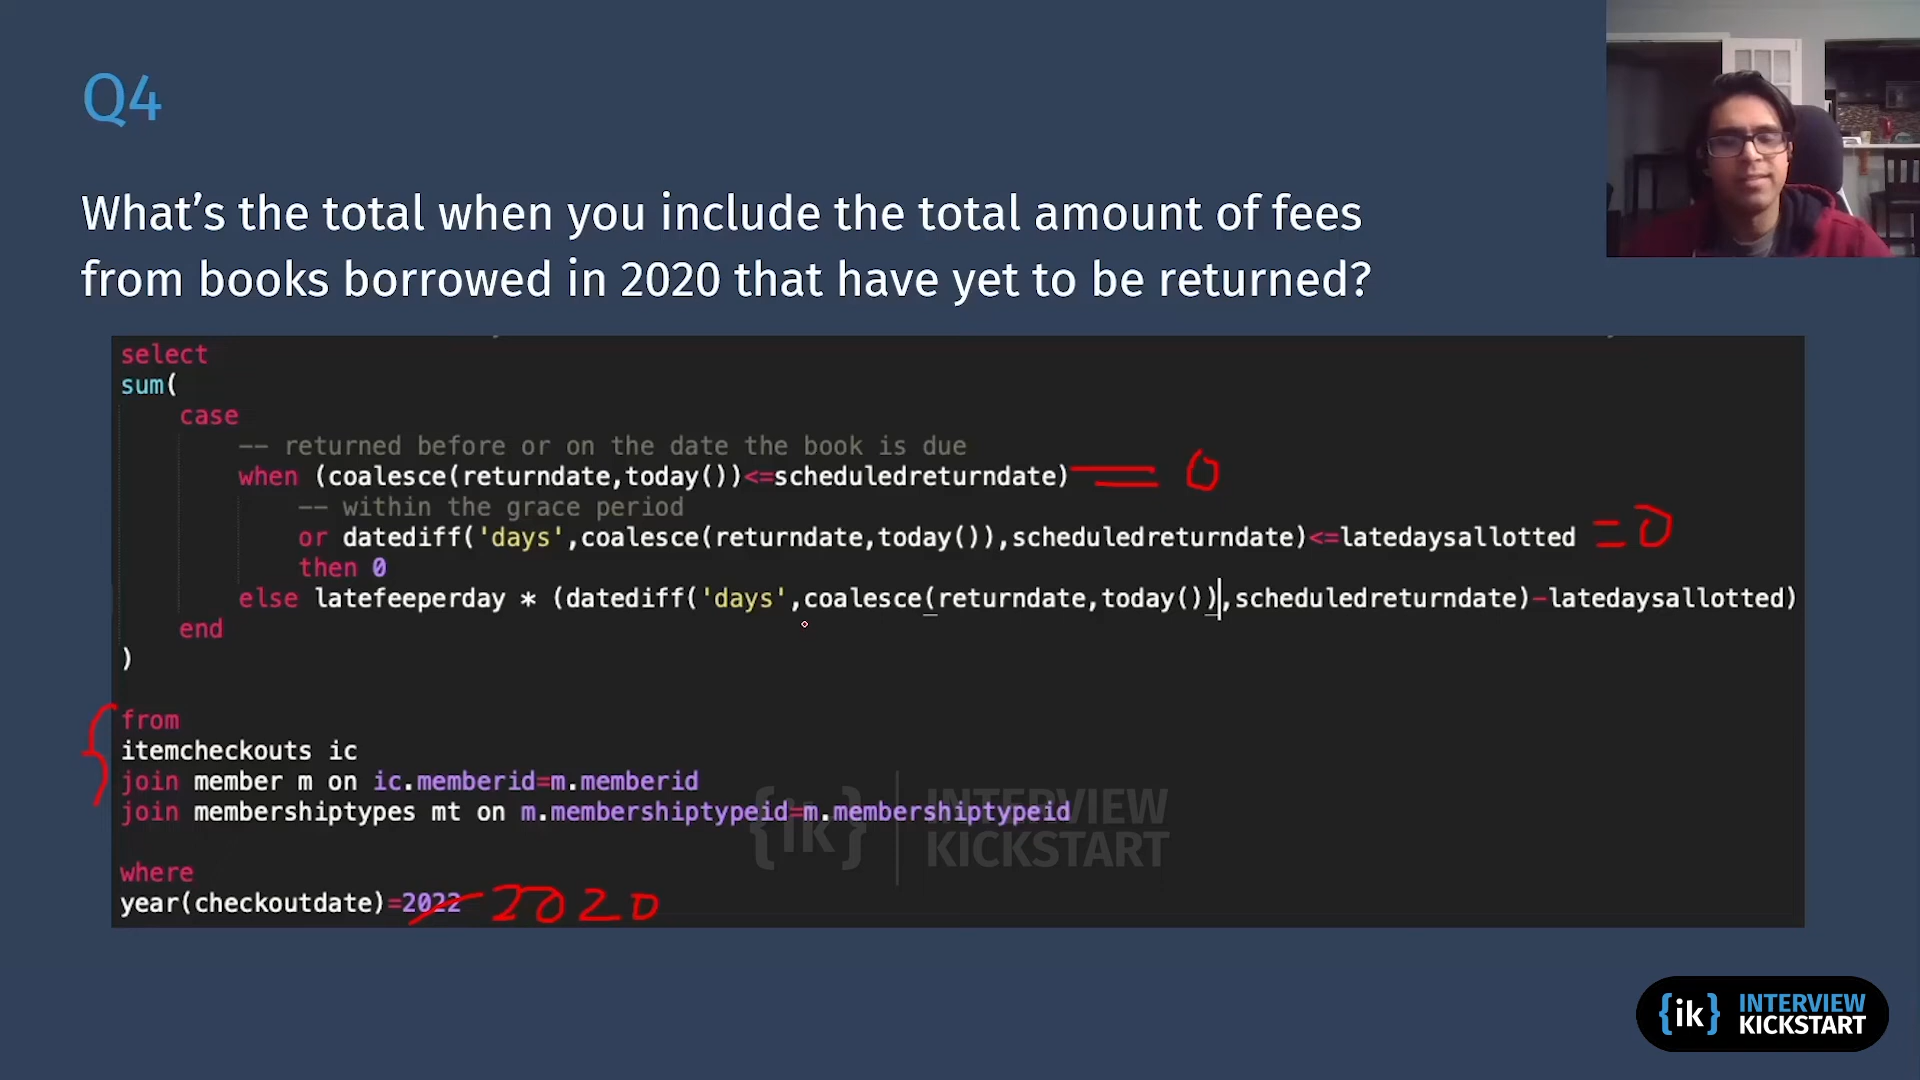 Q4
What’s the total when you include the total amount of fees
from books borrowed in 2020 that have yet to be returned?
select
sum(
case
-- returned before or on the date the book is due
when (coalesce(returndate,today())<=scheduledreturndate) = 0
-- within the grace period
or datediff('days',coalesce(returndate,today()),scheduledreturndate)<=latedaysallotted = 0
then 0
else latefeeperday * (datediff('days',coalesce(returndate,today()),scheduledreturndate)-latedaysallotted)
end
)
from
itemcheckouts ic
join member m on ic.memberid=m.memberid
join membershiptypes mt on m.membershiptypeid=m.membershiptypeid
where
year(checkoutdate)=2022 2020
{ik} INTERVIEW
KICKSTART
{ik} INTERVIEW
KICKSTART